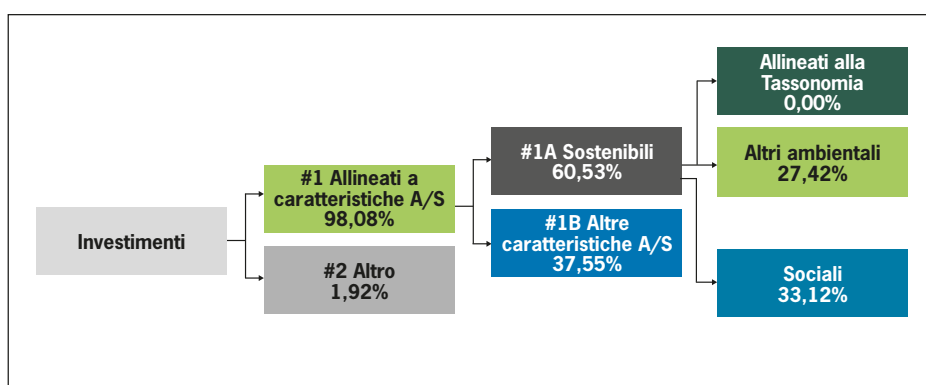 Investimenti
#1 Allineati a
caratteristiche A/S
98,08%
#2 Altro
1,92%
#1A Sostenibili
60,53%
#1B Altre
caratteristiche A/S
37,55%
Allineati alla
Tassonomia
0,00%
Altri ambientali
27,42%
Sociali
33,12%